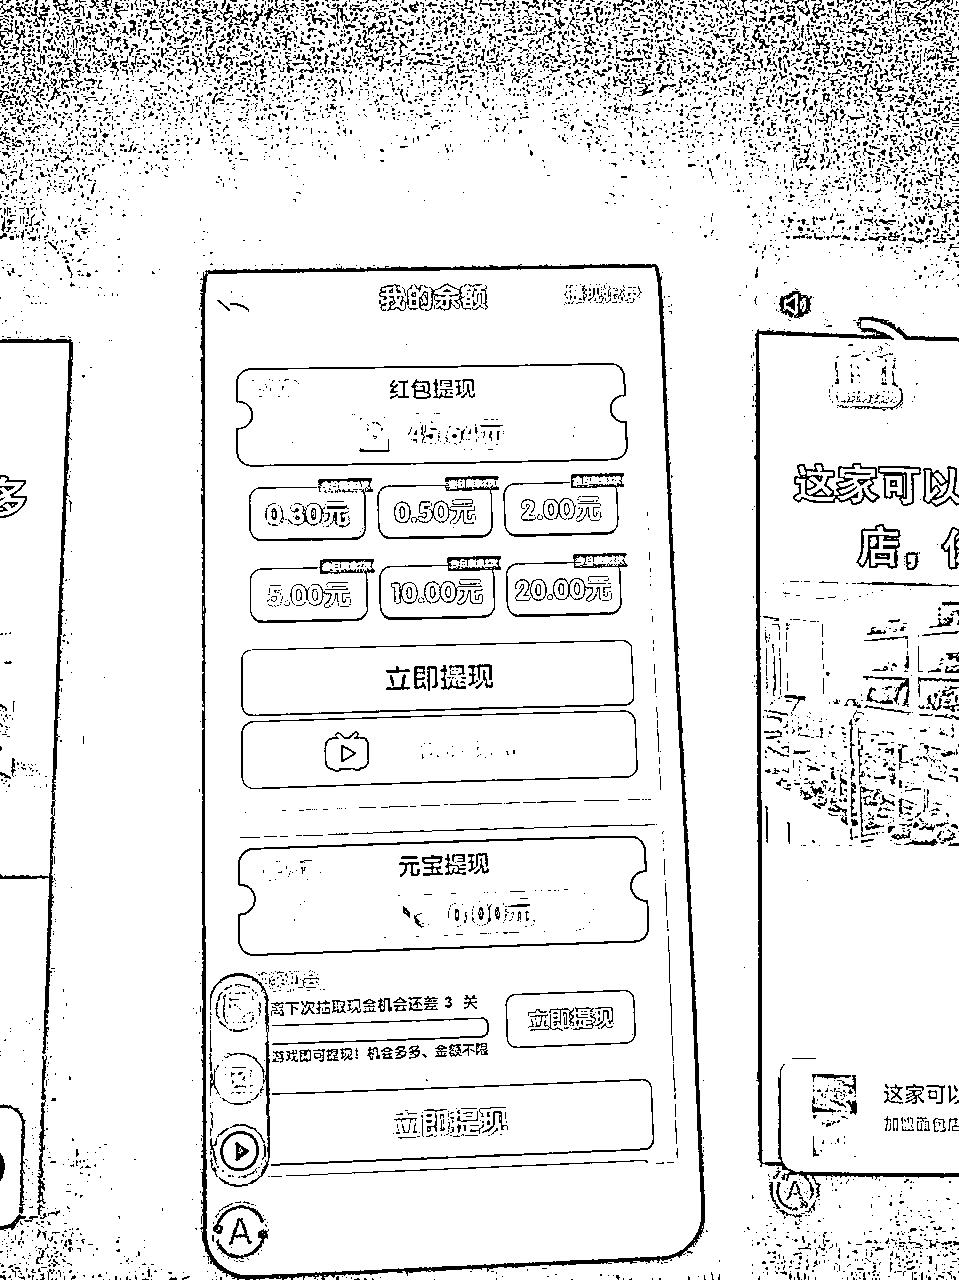 我的余额
提现记录
红包提现
45.64元
0.30元
0.50元
2.00元
5.00元
10.00元
20.00元
立即提现
元宝提现
0.00元
离下次抽取现金机会还差 3 关
立即提现
游戏即可提现！机会多多、金额不限
立即提现
A
多
这家可以
店，
这家可以
加盟面包店
A